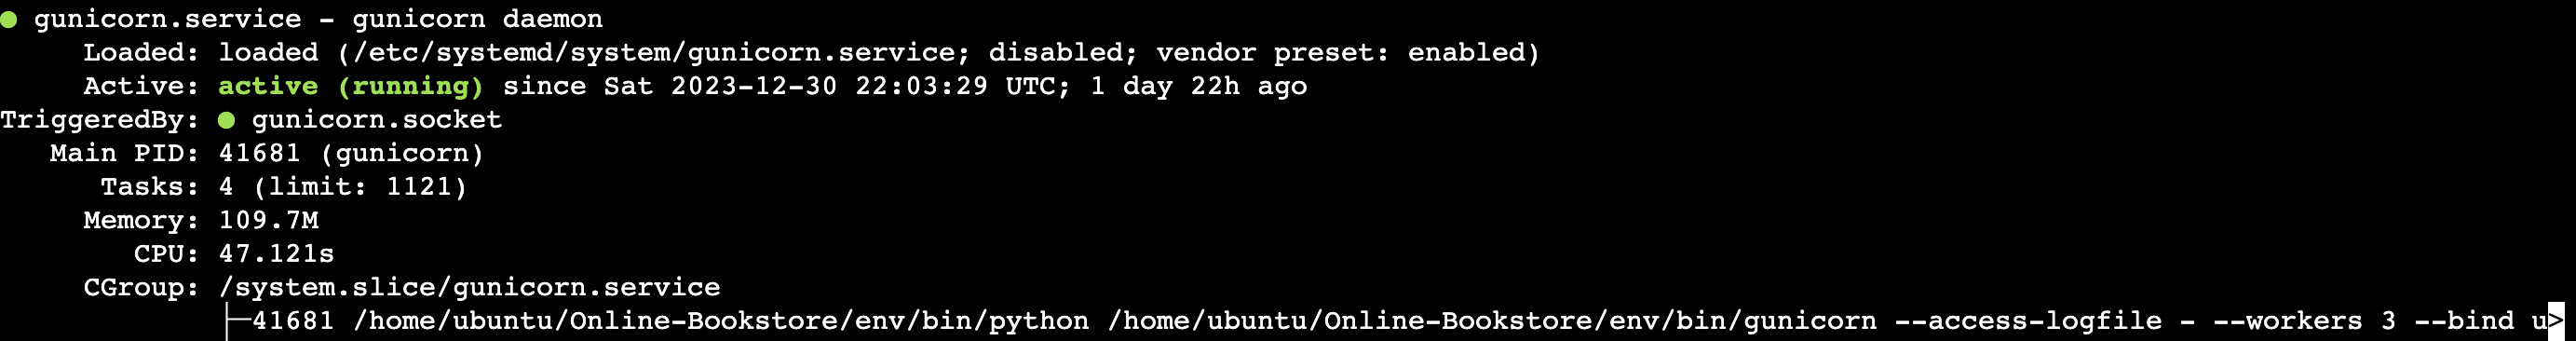 ● gunicorn.service - gunicorn daemon
Loaded: loaded (/etc/systemd/system/gunicorn.service; disabled; vendor preset: enabled)
Active: active (running) since Sat 2023-12-30 22:03:29 UTC; 1 day 22h ago
TriggeredBy: ● gunicorn.socket
Main PID: 41681 (gunicorn)
Tasks: 4 (limit: 1121)
Memory: 109.7M
CPU: 47.121s
CGroup: /system.slice/gunicorn.service
├─41681 /home/ubuntu/Online-Bookstore/env/bin/python /home/ubuntu/Online-Bookstore/env/bin/gunicorn --access-logfile - --workers 3 --bind u>